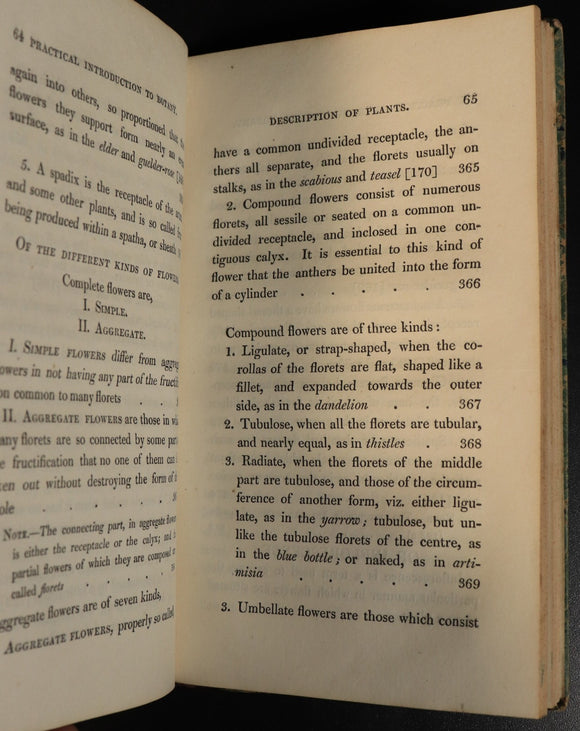 64 PRACTICAL INTRODUCTION TO BOTANY.
again into others, so proportioned that the
flowers they support form nearly an
surface, as in the elder and guelder-rose
5. A spadix is the receptacle of the
and some other plants, and is so called
being produced within a spatha, or sheath
OF THE DIFFERENT KINDS OF
Complete flowers are,
I. SIMPLE.
II. AGGREGATE.
I. SIMPLE FLOWERS differ from
in not having any part of the
common to many florets .
II. AGGREGATE FLOWERS are those in
florets are so connected by some
fructification that no one of them can
out without destroying the form of

NOTE.—The connecting part, in aggregate
is either the receptacle or the calyx; and
partial flowers of which they are composed
called florets . . . .
flowers are of seven kinds,
AGGREGATE FLOWERS, properly so
DESCRIPTION OF PLANTS. 65
have a common undivided receptacle, the an-
thers all separate, and the florets usually on
stalks, as in the scabious and teasel [170] 365
2. Compound flowers consist of numerous
florets, all sessile or seated on a common un-
divided receptacle, and inclosed in one con-
tiguous calyx. It is essential to this kind of
flower that the anthers be united into the form
of a cylinder . . . . 366
Compound flowers are of three kinds:
1. Ligulate, or strap-shaped, when the co-
rollas of the florets are flat, shaped like a
fillet, and expanded towards the outer
side, as in the dandelion . . 367
2. Tubulose, when all the florets are tubular,
and nearly equal, as in thistles . 368
3. Radiate, when the florets of the middle
part are tubulose, and those of the circum-
ference of another form, viz. either ligu-
late, as in the yarrow; tubulose, but un-
like the tubulose florets of the centre, as
in the blue bottle; or naked, as in arti-
misia . . . . . 369
3. Umbellate flowers are those which consist